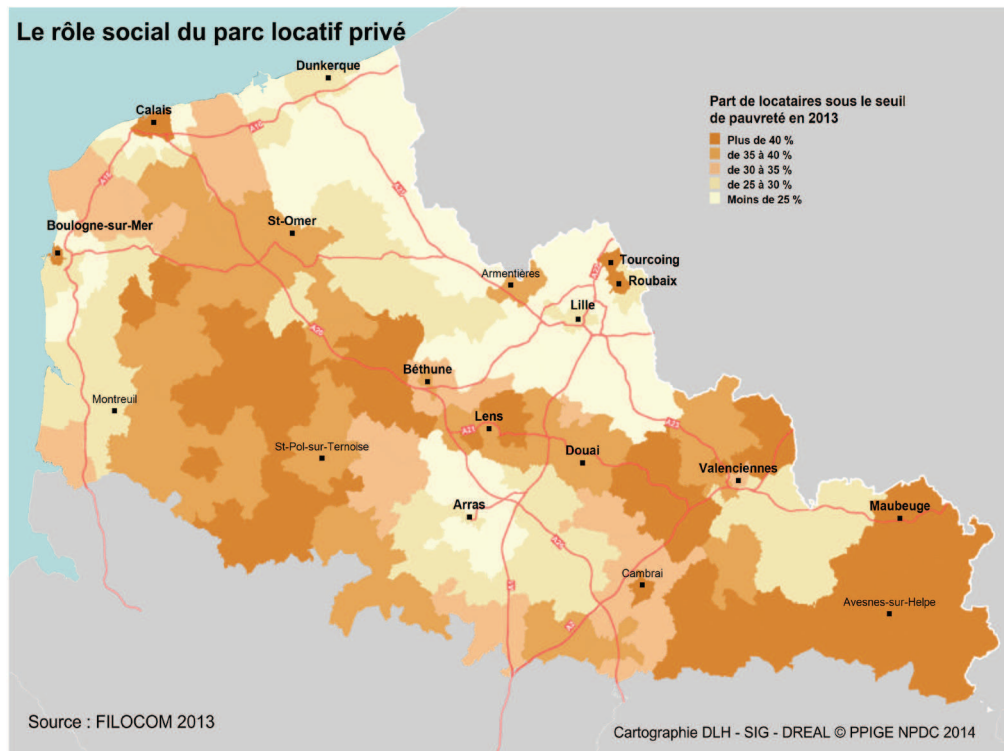 Le rôle social du parc locatif privé
Dunkerque
Calais
A16
Part de locataires sous le seuil
de pauvreté en 2013
Plus de 40 %
de 35 à 40 %
de 30 à 35 %
de 25 à 30 %
Moins de 25 %
A16
A25
Boulogne-sur-Mer
St-Omer
Armentières
A22
Tourcoing
Roubaix
Lille
A26
Béthune
Montreuil
Lens
A21
A23
St-Pol-sur-Ternoise
Douai
Valenciennes
Arras
Maubeuge
A26
Cambrai
A1
A2
Avesnes-sur-Helpe
Source : FILOCOM 2013
Cartographie DLH - SIG - DREAL © PPIGE NPDC 2014